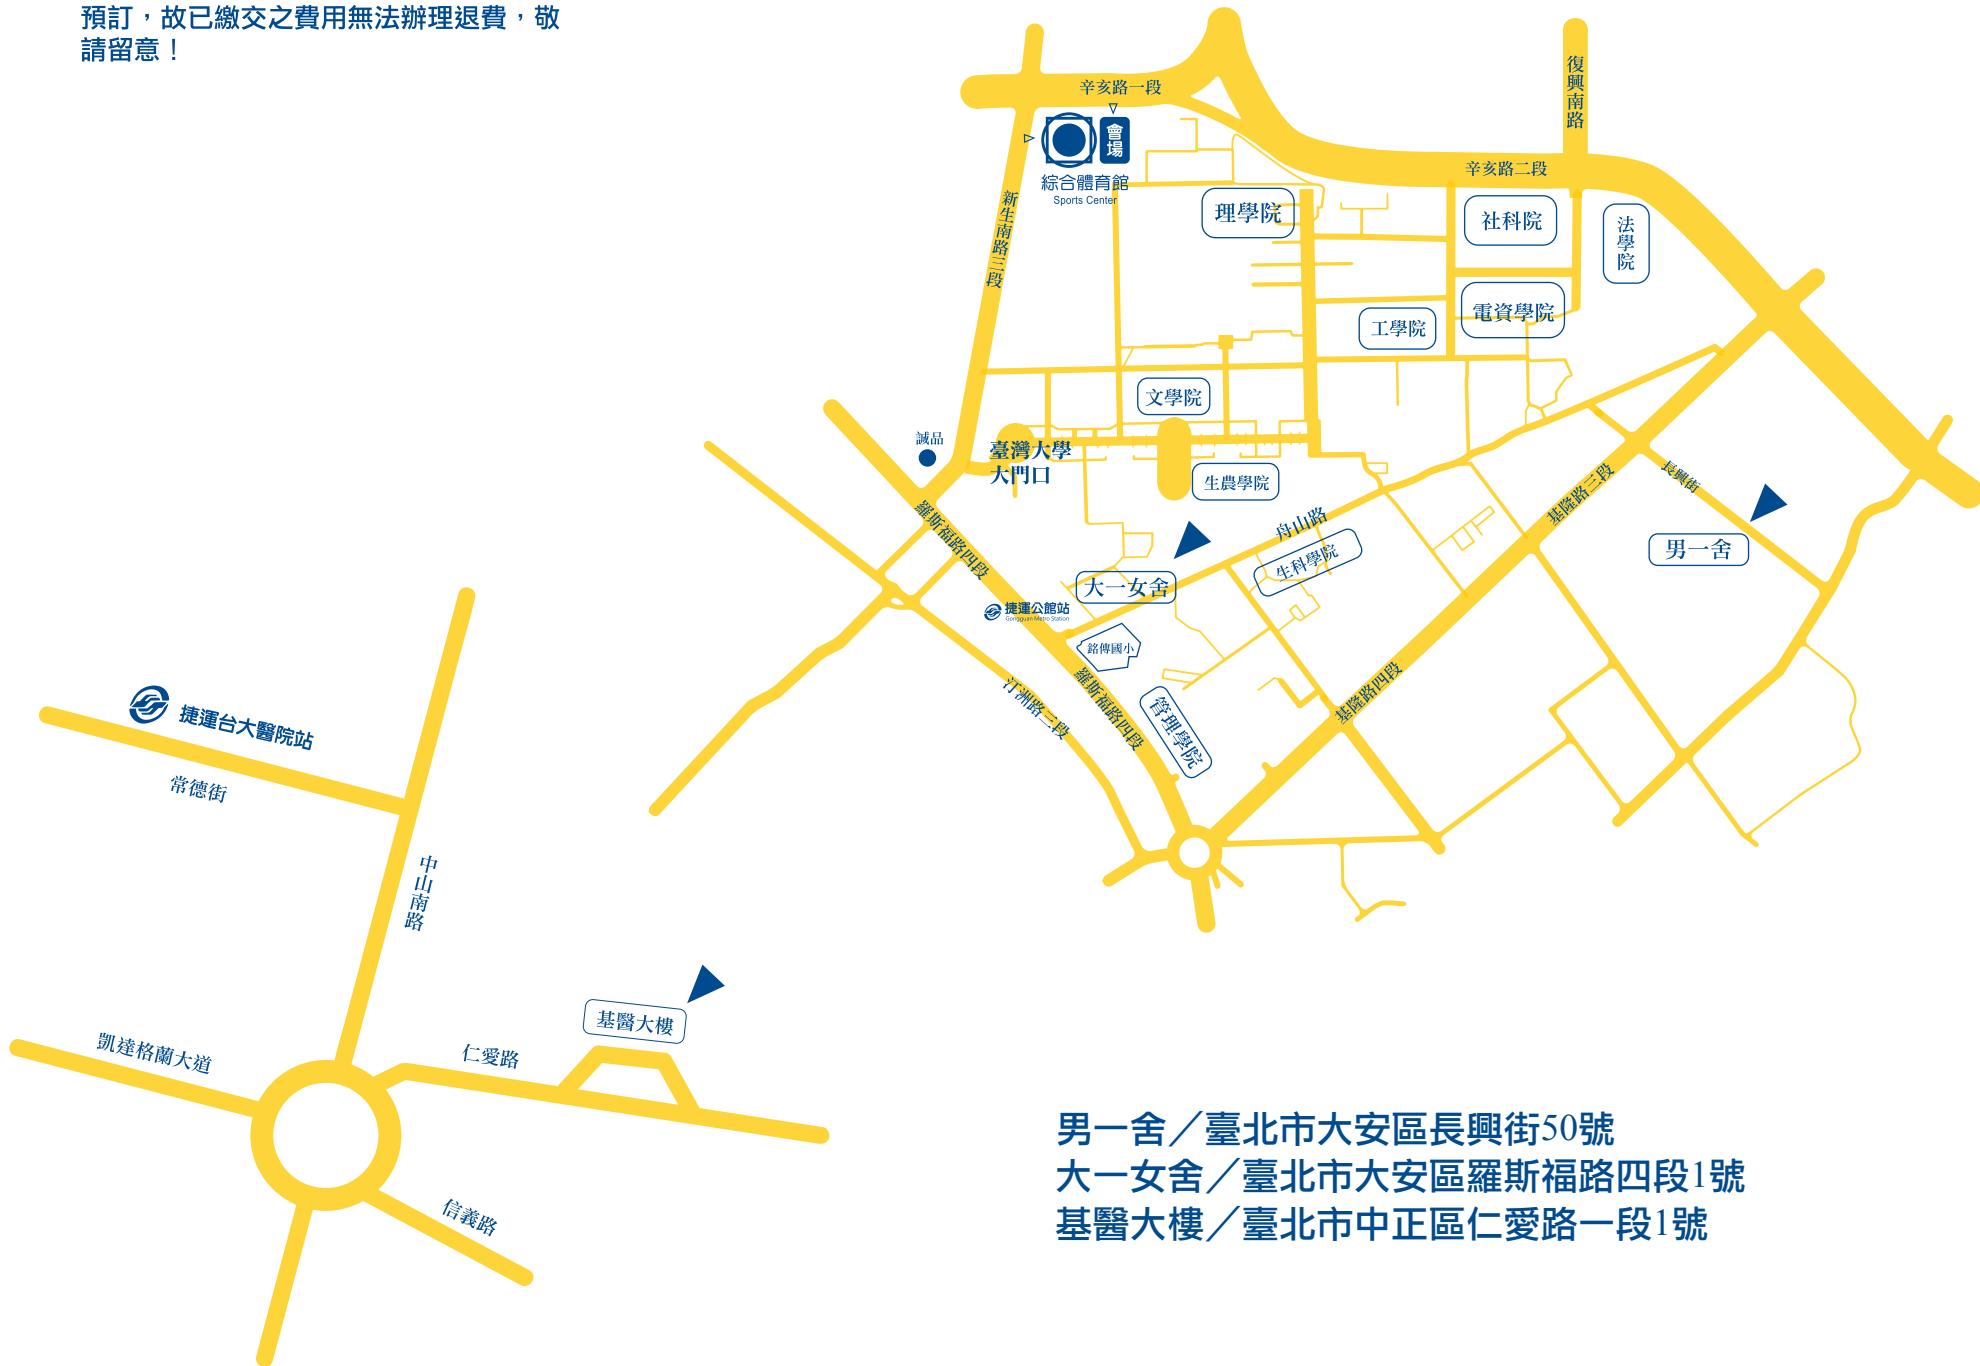 預訂，故已繳交之費用無法辦理退費，敬
請留意！
辛亥路一段
復興南路
會場
綜合體育館
Sports Center
辛亥路二段
新生南路三段
理學院
社科院
法學院
電資學院
工學院
文學院
誠品
臺灣大學
大門口
生農學院
長興街
基隆路三段
羅斯福路四段
舟山路
男一舍
生科學院
大一女舍
捷運公館站
Gongguan Metro Station
銘傳國小
汀洲路三段
羅斯福路四段
管理學院
基隆路四段
捷運台大醫院站
常德街
中山南路
基醫大樓
凱達格蘭大道
仁愛路
信義路
男一舍／臺北市大安區長興街50號
大一女舍／臺北市大安區羅斯福路四段1號
基醫大樓／臺北市中正區仁愛路一段1號